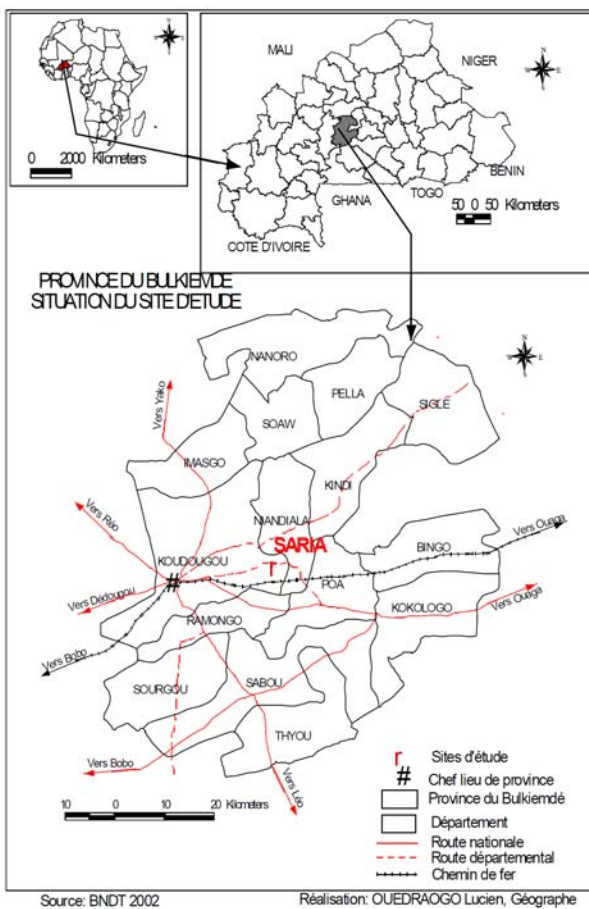 N
W E
S
0 2000 Kilometers
MALI
NIGER
N
W E
S
BENIN
TOGO
GHANA
COTE D'IVOIRE
50 0 50 Kilometers
PROVINCE DU BULKIEMDE
SITUATION DU SITE D'ETUDE
N
W E
S
NANORO
PELLA
SIGLE
SOAW
Vers Yako
IMASGO
KINDI
NIANDIALA
Vers Réo
SARIA
r
KOUDOUGOU
#
BINGO
Vers Ouaga
POA
Vers Dédougou
KOKOLOGO
Vers Ouaga
RAMONGO
Vers Bobo
SABOU
SOURGOU
THYOU
Vers Bobo
Vers Léo
10 0 10 20 Kilometers
r Sites d'étude
# Chef lieu de province
Province du Bulkiemdé
Département
Route nationale
Route départemental
Chemin de fer
Source: BNDT 2002
Réalisation: OUEDRAOGO Lucien, Géographe